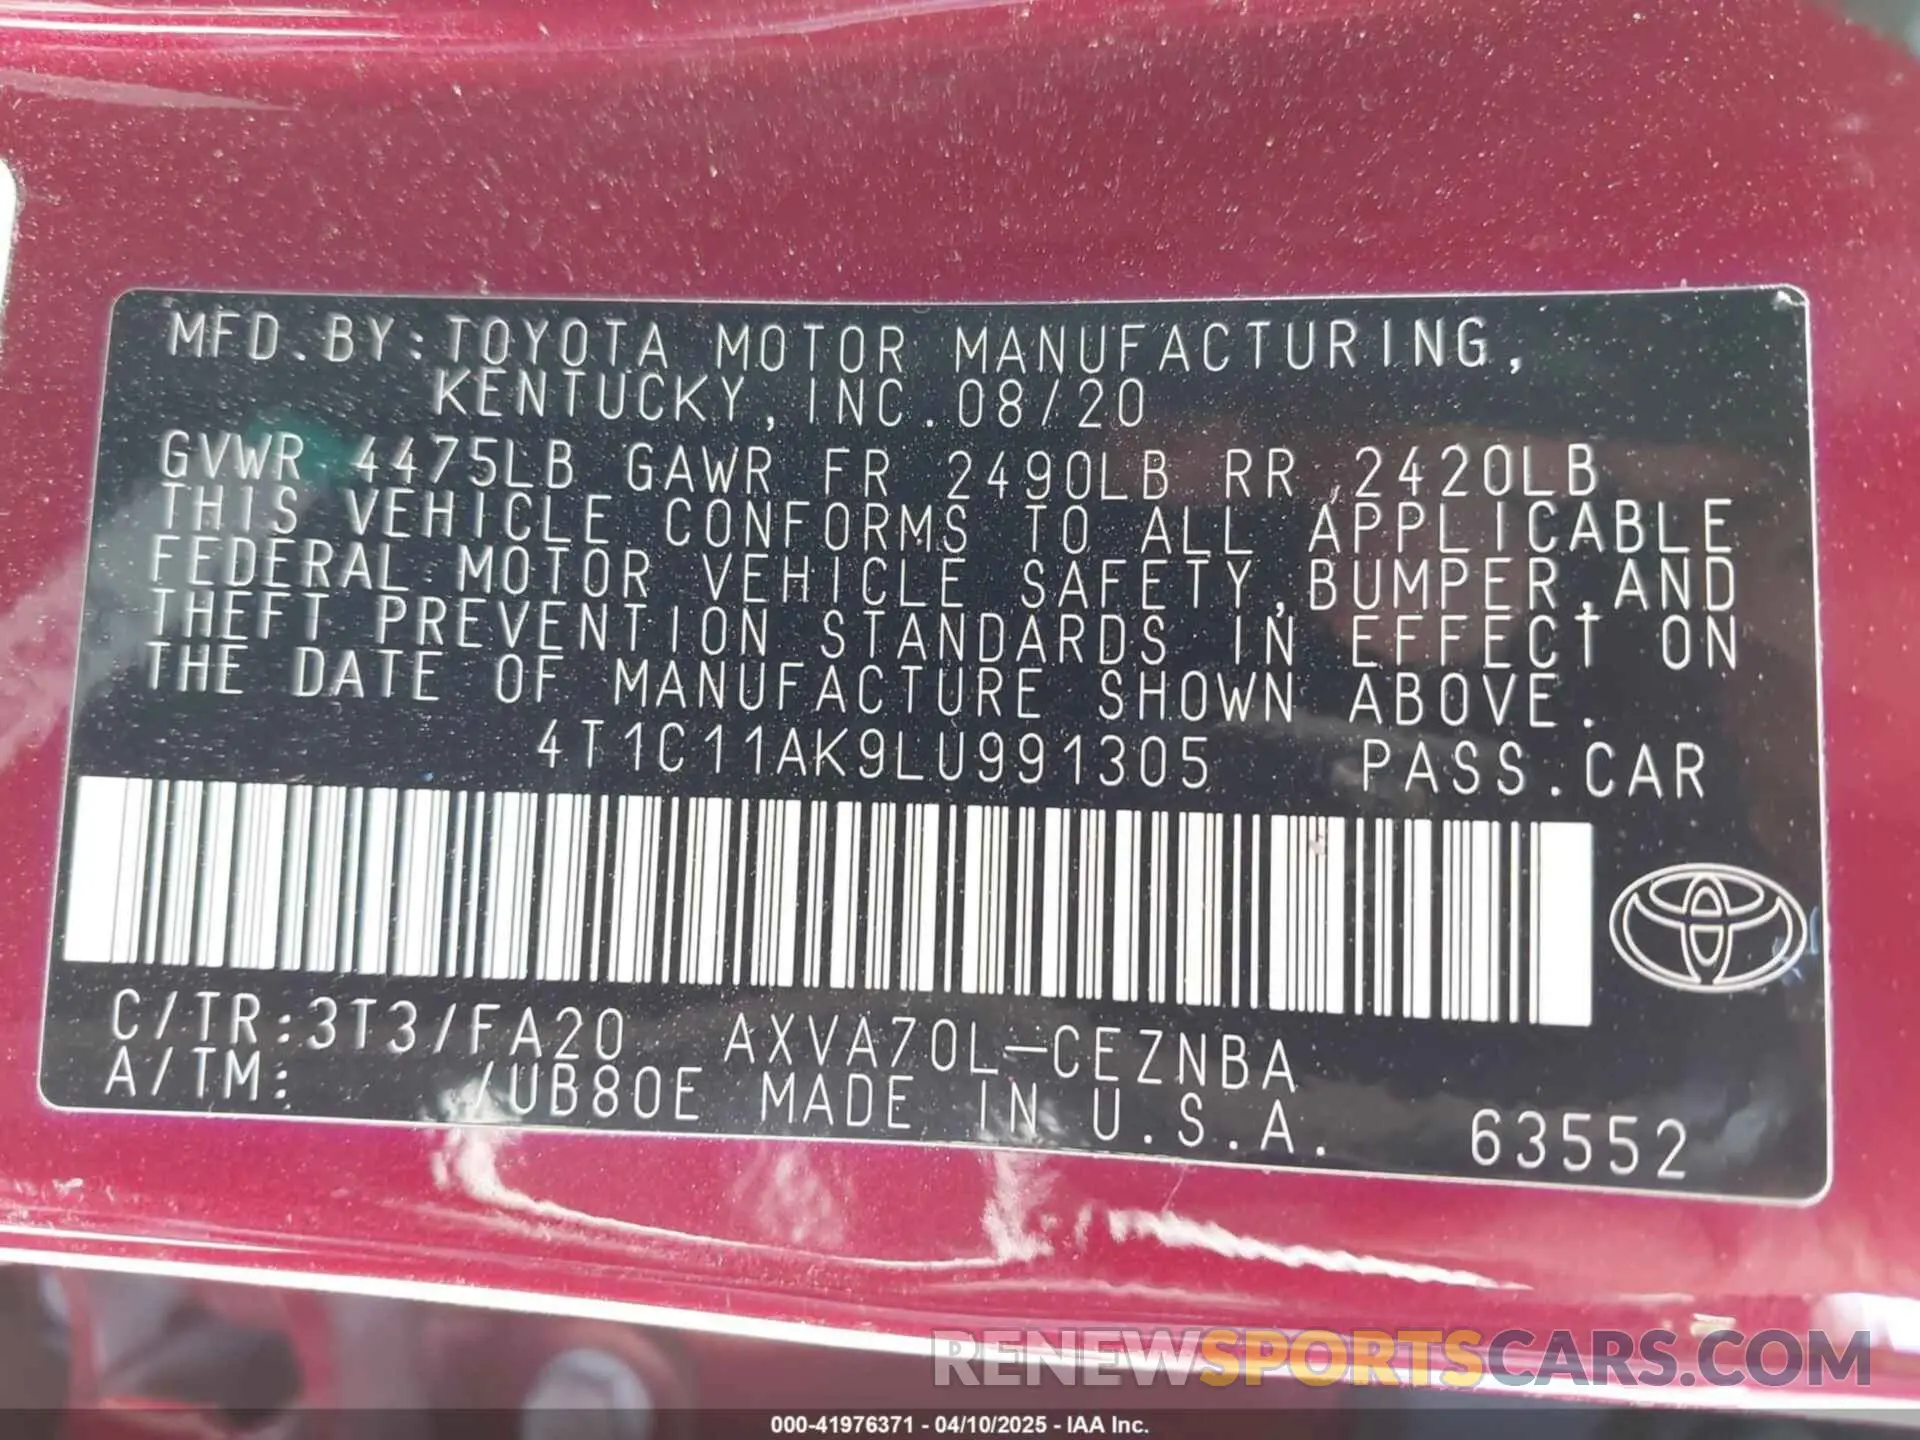 MFD.BY:TOYOTA MOTOR MANUFACTURING,
KENTUCKY,INC.08/20
GVWR 4475LB GAWR FR 2490LB RR 2420LB
THIS VEHICLE CONFORMS TO ALL APPLICABLE
FEDERAL MOTOR VEHICLE SAFETY,BUMPER,AND
THEFT PREVENTION STANDARDS IN EFFECT ON
THE DATE OF MANUFACTURE SHOWN ABOVE.
4T1C11AK9LU991305 PASS.CAR
C/TR:3T3/FA20 AXVA70L-CEZNBA
A/TM: /UB80E MADE IN U.S.A. 63552
RENEWSPORTSCARS.COM
000-41976371 - 04/10/2025 - IAA Inc.